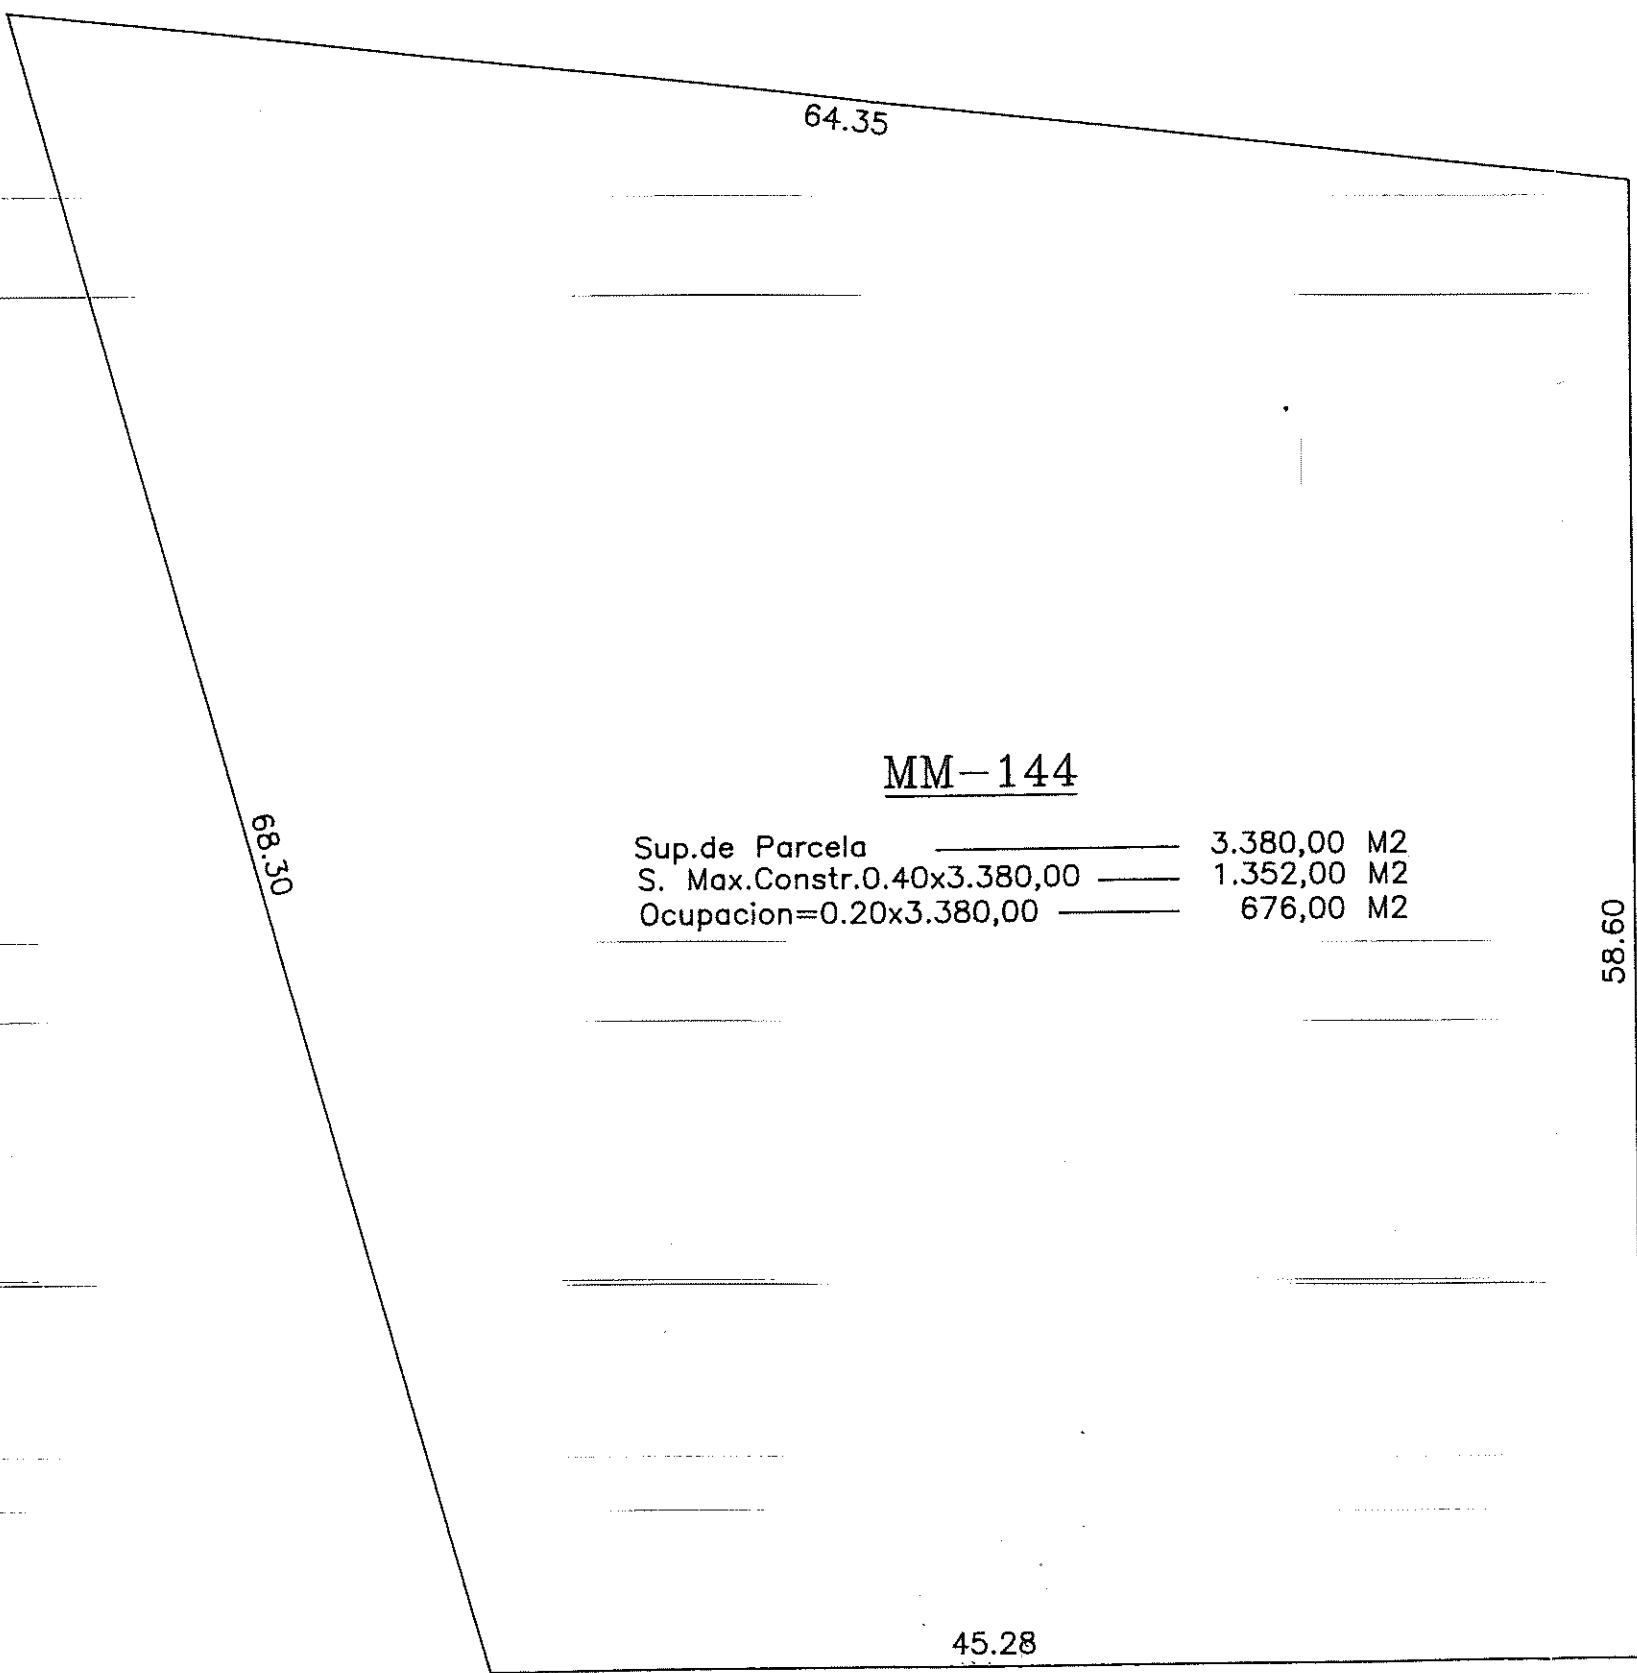 64.35
MM-144
68.30
Sup.de Parcela 3.380,00 M2
S. Max.Constr.0.40x3.380,00 1.352,00 M2
Ocupacion=0.20x3.380,00 676,00 M2
58.60
45.28